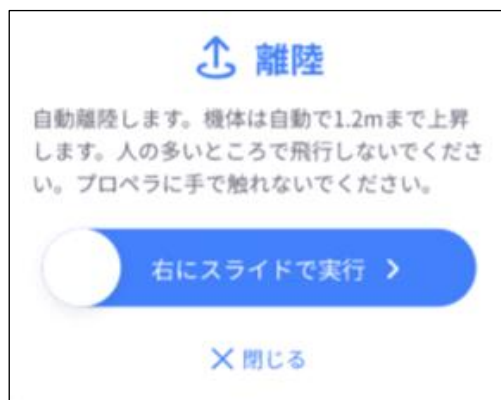 離陸
自動離陸します。機体は自動で1.2mまで上昇
します。人の多いところで飛行しないでくださ
い。プロペラに手で触れないでください。
右にスライドで実行
閉じる